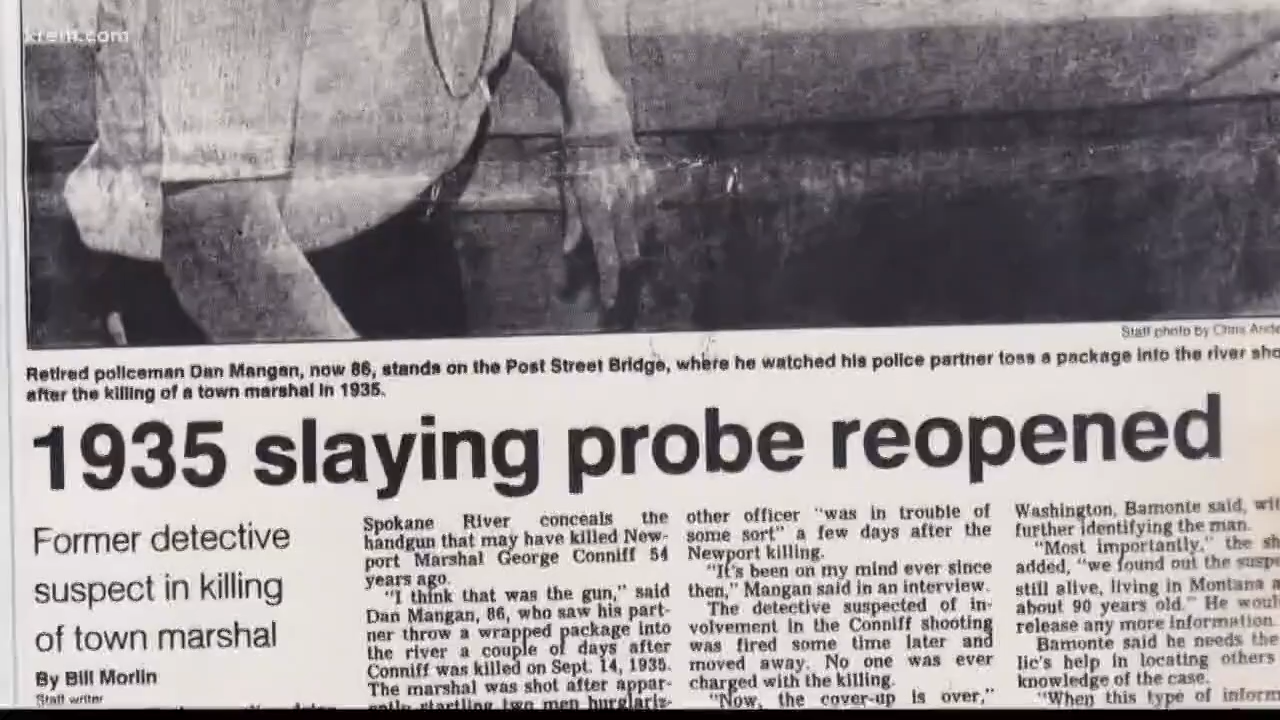 krem.com
Staff photo by Chris
Retired policeman Dan Mangan, now 86, stands on the Post Street Bridge, where he watched his police partner toss a package into the river sho
after the killing of a town marshal in 1935.
1935 slaying probe reopened
Former detective
suspect in killing
of town marshal
By Bill Morlin
Staff writer
Spokane River conceals the
handgun that may have killed New-
port Marshal George Conniff 54
years ago.
"I think that was the gun," said
Dan Mangan, 86, who saw his part-
ner throw a wrapped package into
the river a couple of days after
Conniff was killed on Sept. 14, 1935.
The marshal was shot after appar-
ently startling two men burglariz-
other officer "was in trouble of
some sort" a few days after the
Newport killing.
"It's been on my mind ever since
then," Mangan said in an interview.
The detective suspected of in-
volvement in the Conniff shooting
was fired some time later and
moved away. No one was ever
charged with the killing.
"Now, the cover-up is over,"
Washington, Bamonte said, wit
further identifying the man.
"Most importantly," the sh
added, "we found out the susp
still alive, living in Montana a
about 90 years old." He woul
release any more information.
Bamonte said he needs the
lic's help in locating others
knowledge of the case.
"When this type of inform